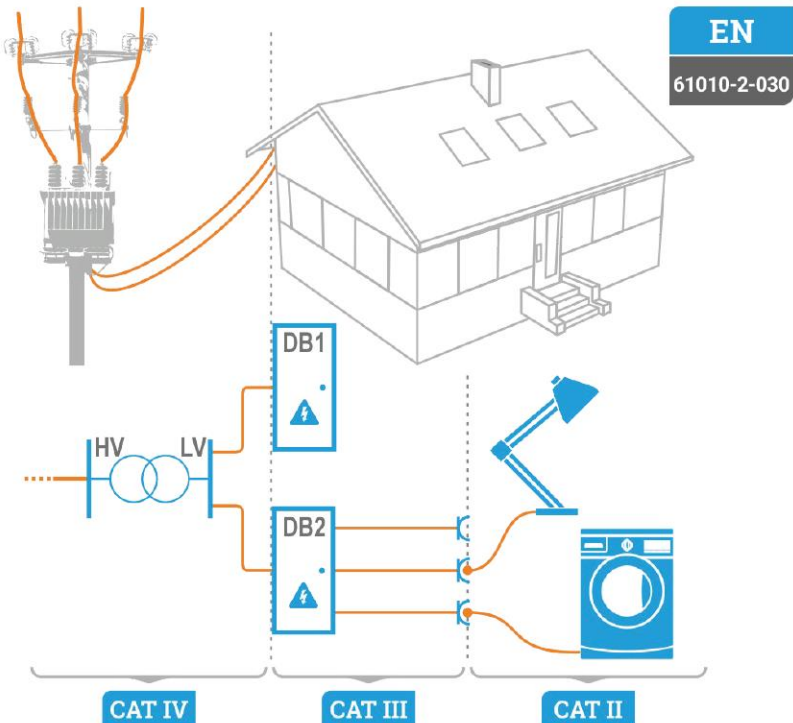 EN
61010-2-030
DB1
HV
LV
DB2
CAT IV
CAT III
CAT II